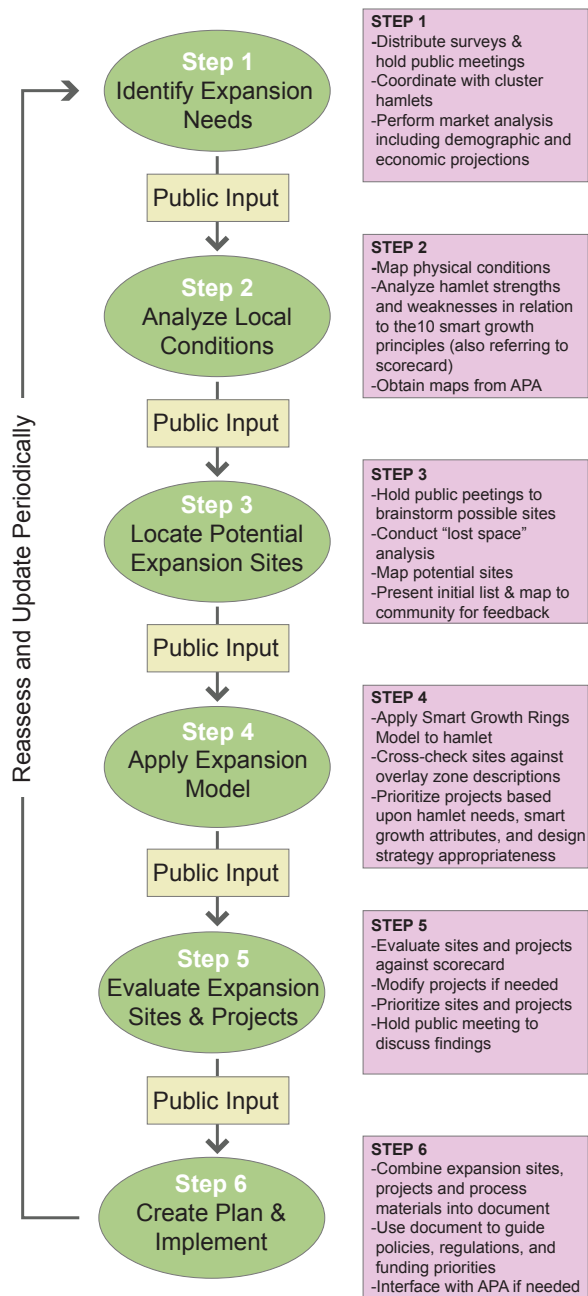 Step 1
Identify Expansion
Needs
STEP 1
-Distribute surveys &
hold public meetings
-Coordinate with cluster
hamlets
-Perform market analysis
including demographic and
economic projections
Public Input
Step 2
Analyze Local
Conditions
STEP 2
-Map physical conditions
-Analyze hamlet strengths
and weaknesses in relation
to the10 smart growth
principles (also referring to
scorecard)
-Obtain maps from APA
Public Input
Step 3
Locate Potential
Expansion Sites
STEP 3
-Hold public peetings to
brainstorm possible sites
-Conduct “lost space”
analysis
-Map potential sites
-Present initial list & map to
community for feedback
Public Input
Step 4
Apply Expansion
Model
STEP 4
-Apply Smart Growth Rings
Model to hamlet
-Cross-check sites against
overlay zone descriptions
-Prioritize projects based
upon hamlet needs, smart
growth attributes, and design
strategy appropriateness
Public Input
Step 5
Evaluate Expansion
Sites & Projects
STEP 5
-Evaluate sites and projects
against scorecard
-Modify projects if needed
-Prioritize sites and projects
-Hold public meeting to
discuss findings
Public Input
Step 6
Create Plan &
Implement
STEP 6
-Combine expansion sites,
projects and process
materials into document
-Use document to guide
policies, regulations, and
funding priorities
-Interface with APA if needed
Reassess and Update Periodically